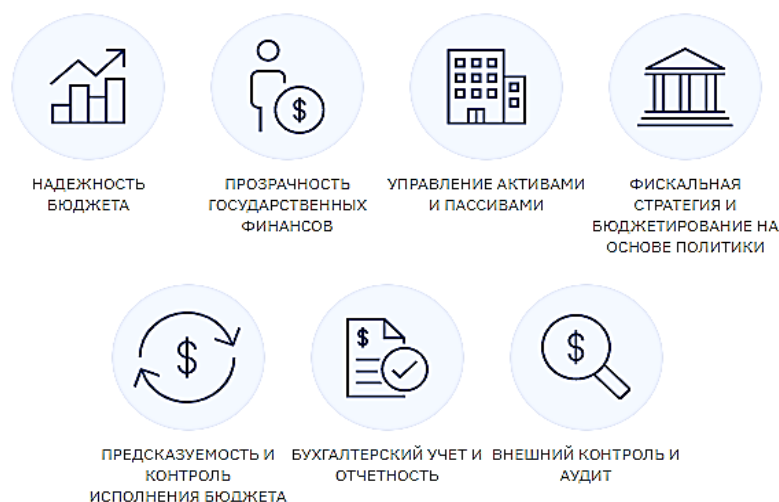 НАДЕЖНОСТЬ
БЮДЖЕТА
ПРОЗРАЧНОСТЬ
ГОСУДАРСТВЕННЫХ
ФИНАНСОВ
УПРАВЛЕНИЕ АКТИВАМИ
И ПАССИВАМИ
ФИСКАЛЬНАЯ
СТРАТЕГИЯ И
БЮДЖЕТИРОВАНИЕ НА
ОСНОВЕ ПОЛИТИКИ
ПРЕДСКАЗУЕМОСТЬ И
КОНТРОЛЬ
ИСПОЛНЕНИЯ БЮДЖЕТА
БУХГАЛТЕРСКИЙ УЧЕТ И
ОТЧЕТНОСТЬ
ВНЕШНИЙ КОНТРОЛЬ И
АУДИТ